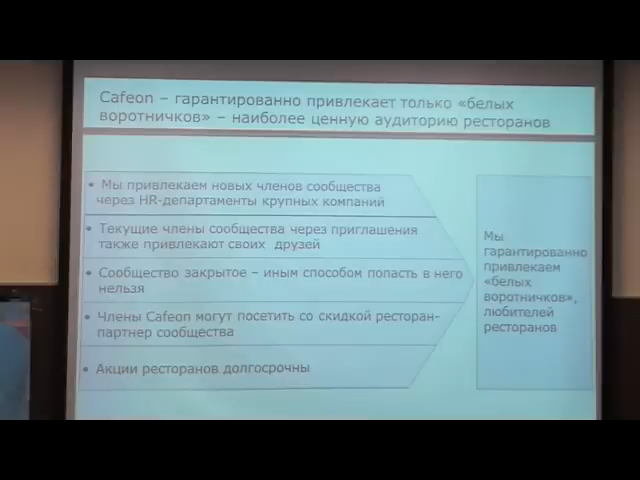 Cafeon – гарантированно привлекает только «белых
воротничков» – наиболее ценную аудиторию ресторанов
• Мы привлекаем новых членов сообщества
через HR-департаменты крупных компаний
• Текущие члены сообщества через приглашения
также привлекают своих друзей
• Сообщество закрытое – иным способом попасть в него
нельзя
• Члены Cafeon могут посетить со скидкой ресторан-
партнер сообщества
• Акции ресторанов долгосрочны
Мы
гарантированно
привлекаем
«белых
воротничков»,
любителей
ресторанов